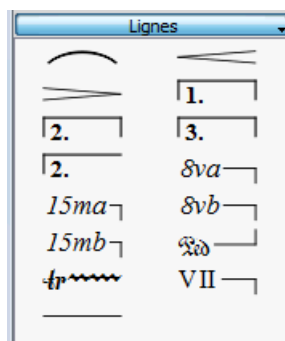 Lignes
1.
2. 3.
2. 8va
15ma 8vb
15mb Ped
tr VII